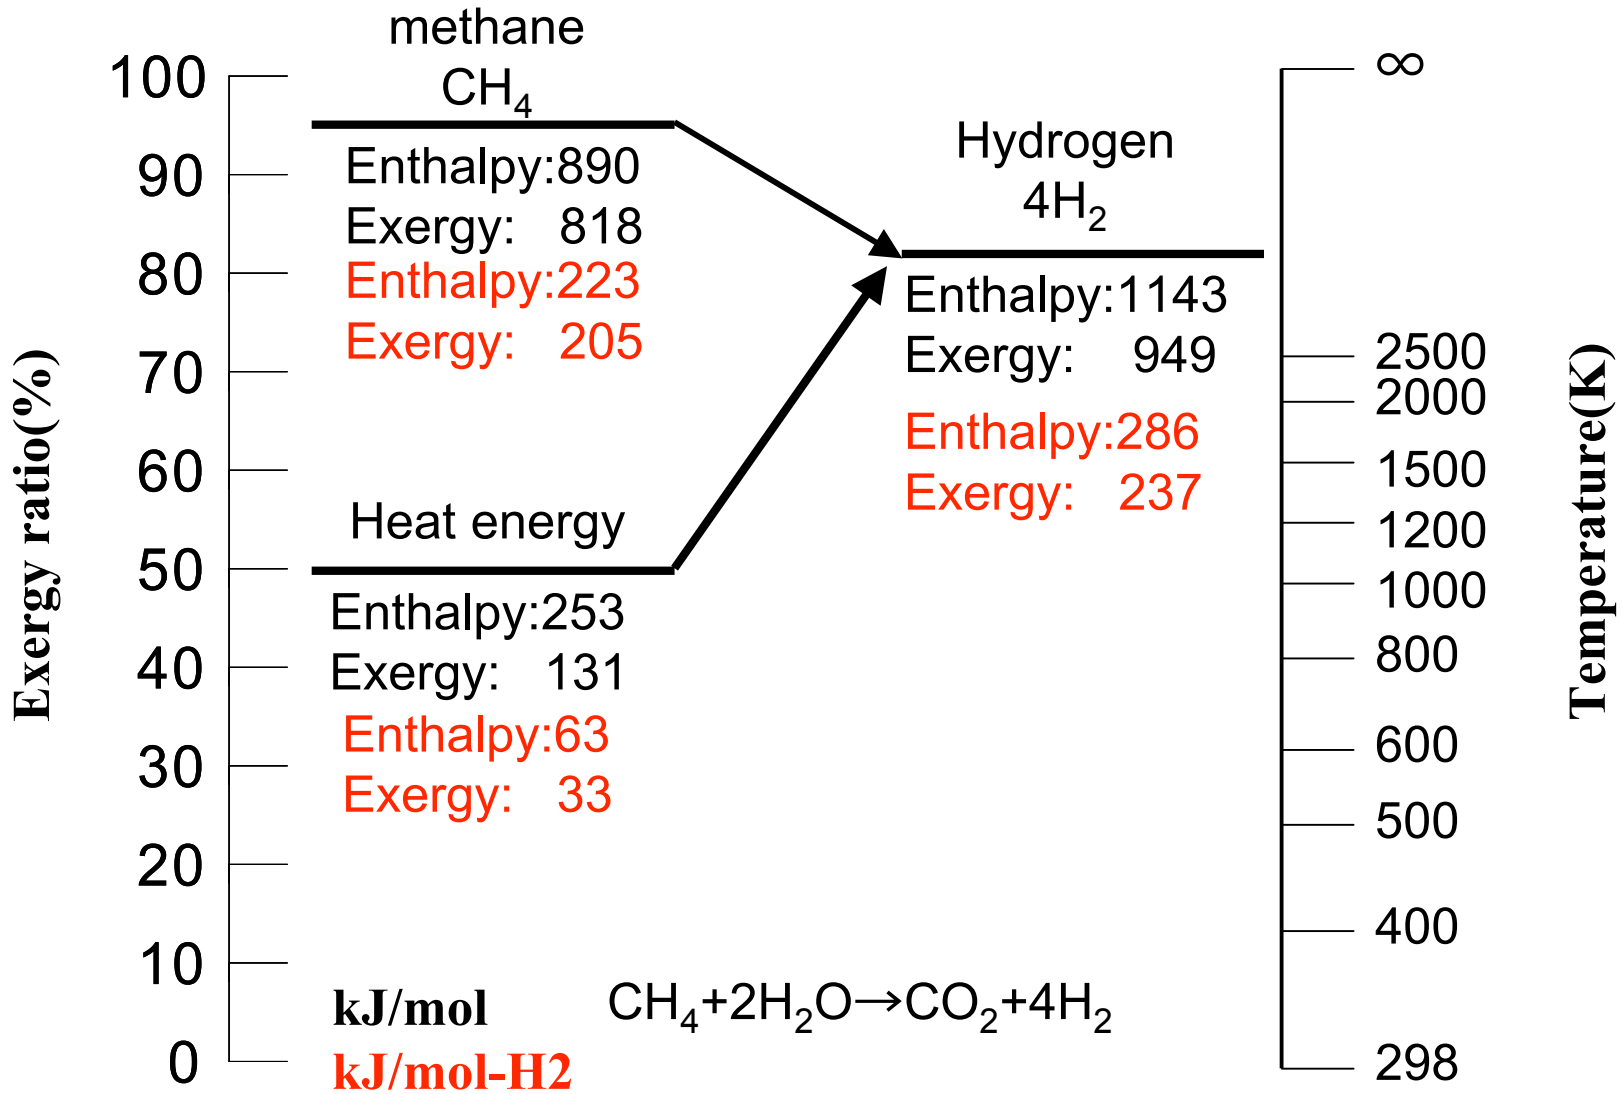 Exergy ratio(%)
100
90
80
70
60
50
40
30
20
10
0
methane
CH₄
Enthalpy:890
Exergy: 818
Enthalpy:223
Exergy: 205
Heat energy
Enthalpy:253
Exergy: 131
Enthalpy:63
Exergy: 33
kJ/mol
kJ/mol-H2
CH₄+2H₂O→CO₂+4H₂
Hydrogen
4H₂
Enthalpy:1143
Exergy: 949
Enthalpy:286
Exergy: 237
∞
2500
2000
1500
1200
1000
800
600
500
400
298
Temperature(K)